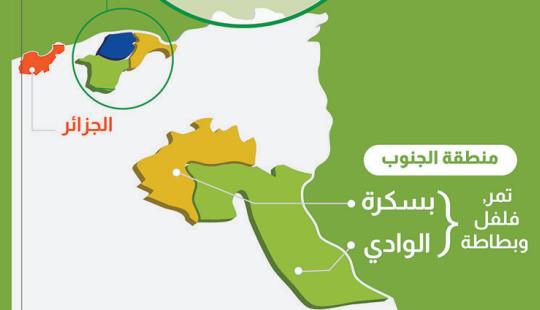 الجزائر
منطقة الجنوب
بسكرة
الوادي
تمر,
فلفل
وبطاطة